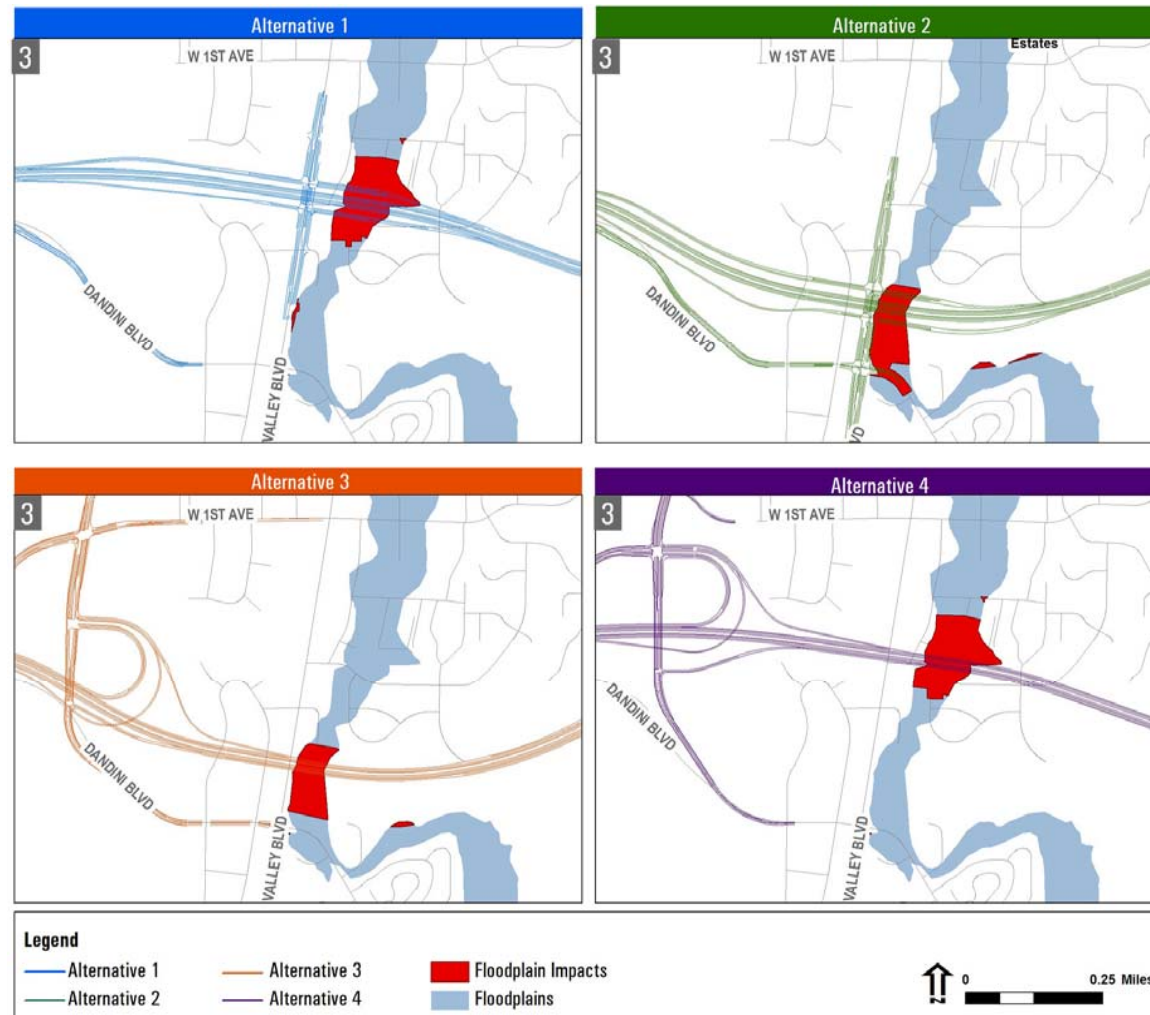 Alternative 1
3
W 1ST AVE
DANDINI BLVD
VALLEY BLVD
Alternative 2
3
Estates
W 1ST AVE
DANDINI BLVD
VD
Alternative 3
3
W 1ST AVE
DANDINI BLVD
VALLEY BLVD
Alternative 4
3
W 1ST AVE
DANDINI BLVD
VALLEY BLVD
Legend
Alternative 1
Alternative 2
Alternative 3
Alternative 4
Floodplain Impacts
Floodplains
N
0 0.25 Miles